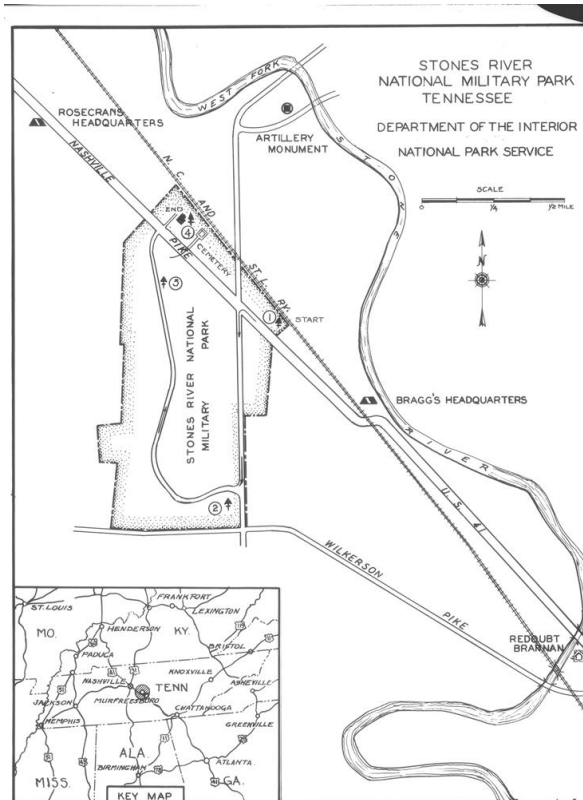 STONES RIVER
NATIONAL MILITARY PARK
TENNESSEE
DEPARTMENT OF THE INTERIOR
NATIONAL PARK SERVICE
SCALE
0 1/4 1/2 MILE
N
WEST FORK
STONES
RIVER
ROSECRANS
HEADQUARTERS
ARTILLERY
MONUMENT
NASHVILLE
PIKE
N. C. AND ST. L. RY.
END
4
CEMETERY
3
1
START
STONES RIVER NATIONAL
MILITARY PARK
2
BRAGG'S HEADQUARTERS
U.S. 41
WILKERSON
PIKE
REDOUBT
BRANNAN
ST. LOUIS
FRANKFORT
LEXINGTON
MO.
HENDERSON
KY.
BRISTOL
PADUCA
KNOXVILLE
NASHVILLE
TENN
ASHEVILLE
JACKSON
MURFREESBORO
CHATTANOOGA
MEMPHIS
GREENVILLE
ALA
BIRMINGHAM
ATLANTA
MISS.
GA.
KEY MAP